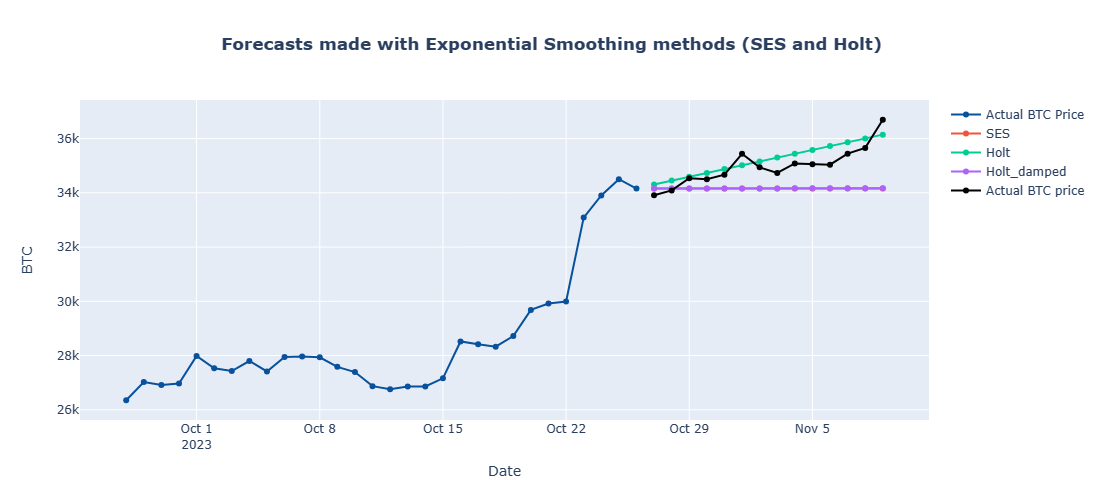 Forecasts made with Exponential Smoothing methods (SES and Holt)
Actual BTC Price
SES
Holt
Holt_damped
Actual BTC price
BTC
36k
34k
32k
30k
28k
26k
Oct 1
2023
Oct 8
Oct 15
Oct 22
Oct 29
Nov 5
Date